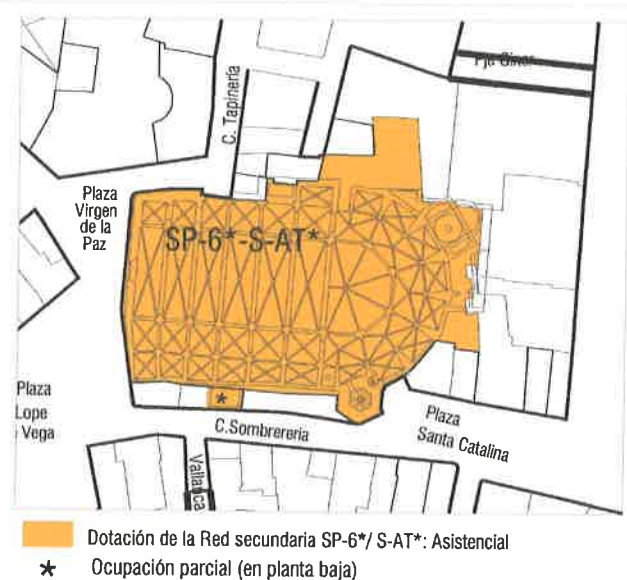 Pje Giner
C. Tapinería
Plaza
Virgen
de la
Paz
SP-6*-S-AT*
Plaza
Lope
Vega
*
C.Sombrerería
Plaza
Santa Catalina
Vallanca
Dotación de la Red secundaria SP-6*/ S-AT*: Asistencial
* Ocupación parcial (en planta baja)